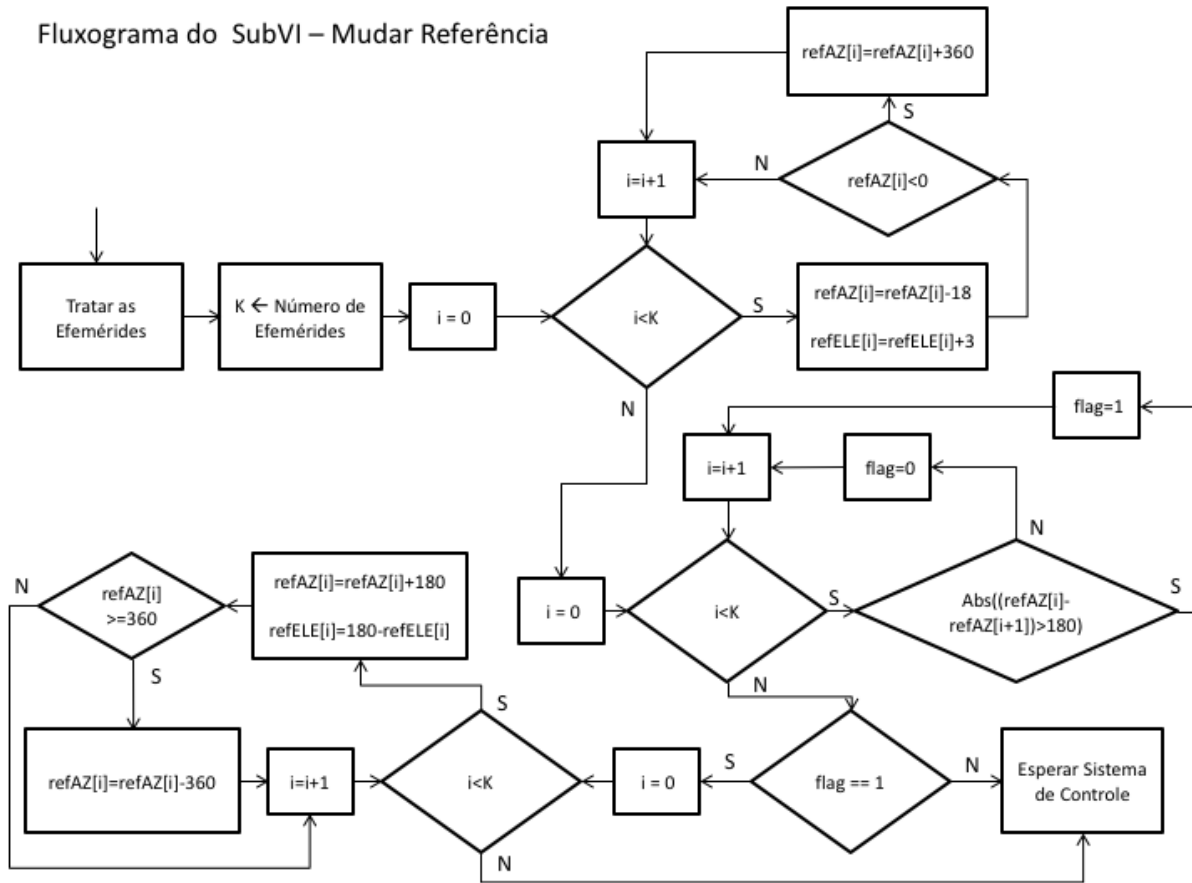 Fluxograma do SubVI – Mudar Referência
refAZ[i]=refAZ[i]+360
S
i=i+1
N
refAZ[i]<0
Tratar as
Efemérides
K ← Número de
Efemérides
i = 0
i<K
S
refAZ[i]=refAZ[i]-18
refELE[i]=refELE[i]+3
N
flag=1
i=i+1
flag=0
N
i = 0
i<K
S
Abs((refAZ[i]-
refAZ[i+1])>180)
S
N
refAZ[i]
>=360
N
S
refAZ[i]=refAZ[i]+180
refELE[i]=180-refELE[i]
S
refAZ[i]=refAZ[i]-360
i=i+1
i<K
N
i = 0
S
flag == 1
N
Esperar Sistema
de Controle